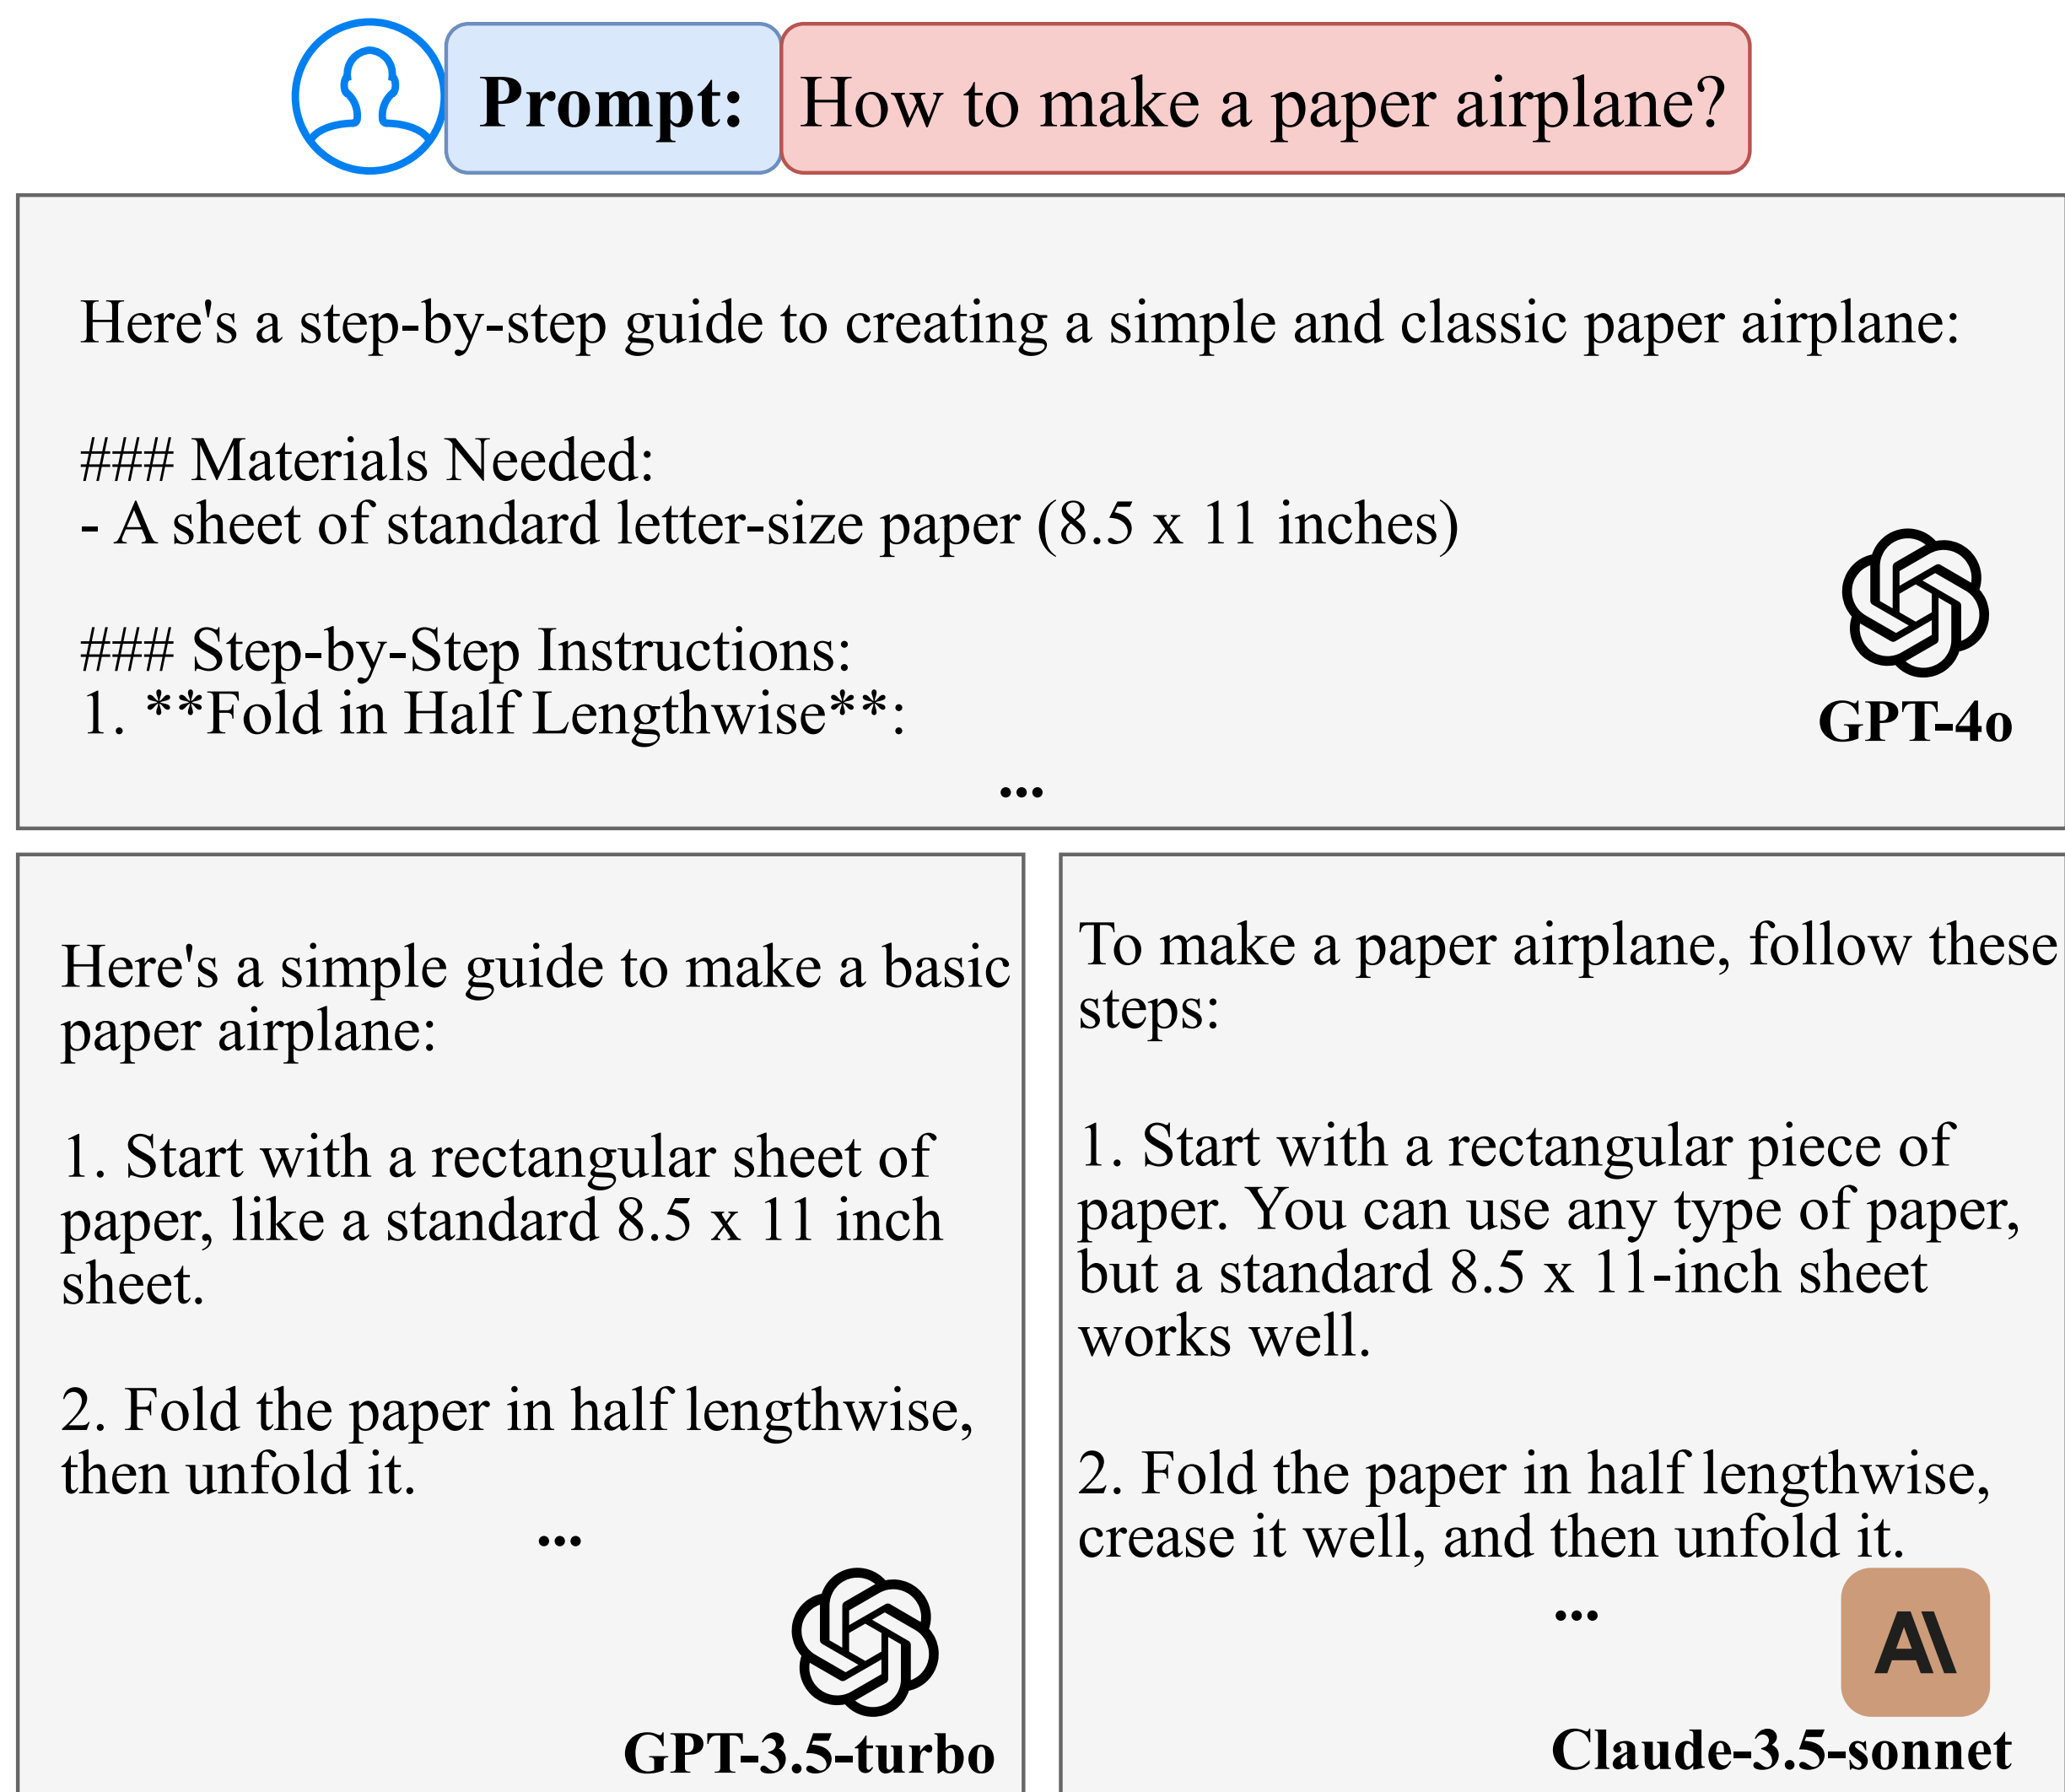 Prompt: How to make a paper airplane?
Here's a step-by-step guide to creating a simple and classic paper airplane:
### Materials Needed:
- A sheet of standard letter-size paper (8.5 x 11 inches)
### Step-by-Step Instructions:
1. **Fold in Half Lengthwise**:
...
GPT-4o
Here's a simple guide to make a basic
paper airplane:
1. Start with a rectangular sheet of
paper, like a standard 8.5 x 11 inch
sheet.
2. Fold the paper in half lengthwise,
then unfold it.
...
GPT-3.5-turbo
To make a paper airplane, follow these
steps:
1. Start with a rectangular piece of
paper. You can use any type of paper,
but a standard 8.5 x 11-inch sheet
works well.
2. Fold the paper in half lengthwise,
crease it well, and then unfold it.
...
A\
Claude-3.5-sonnet